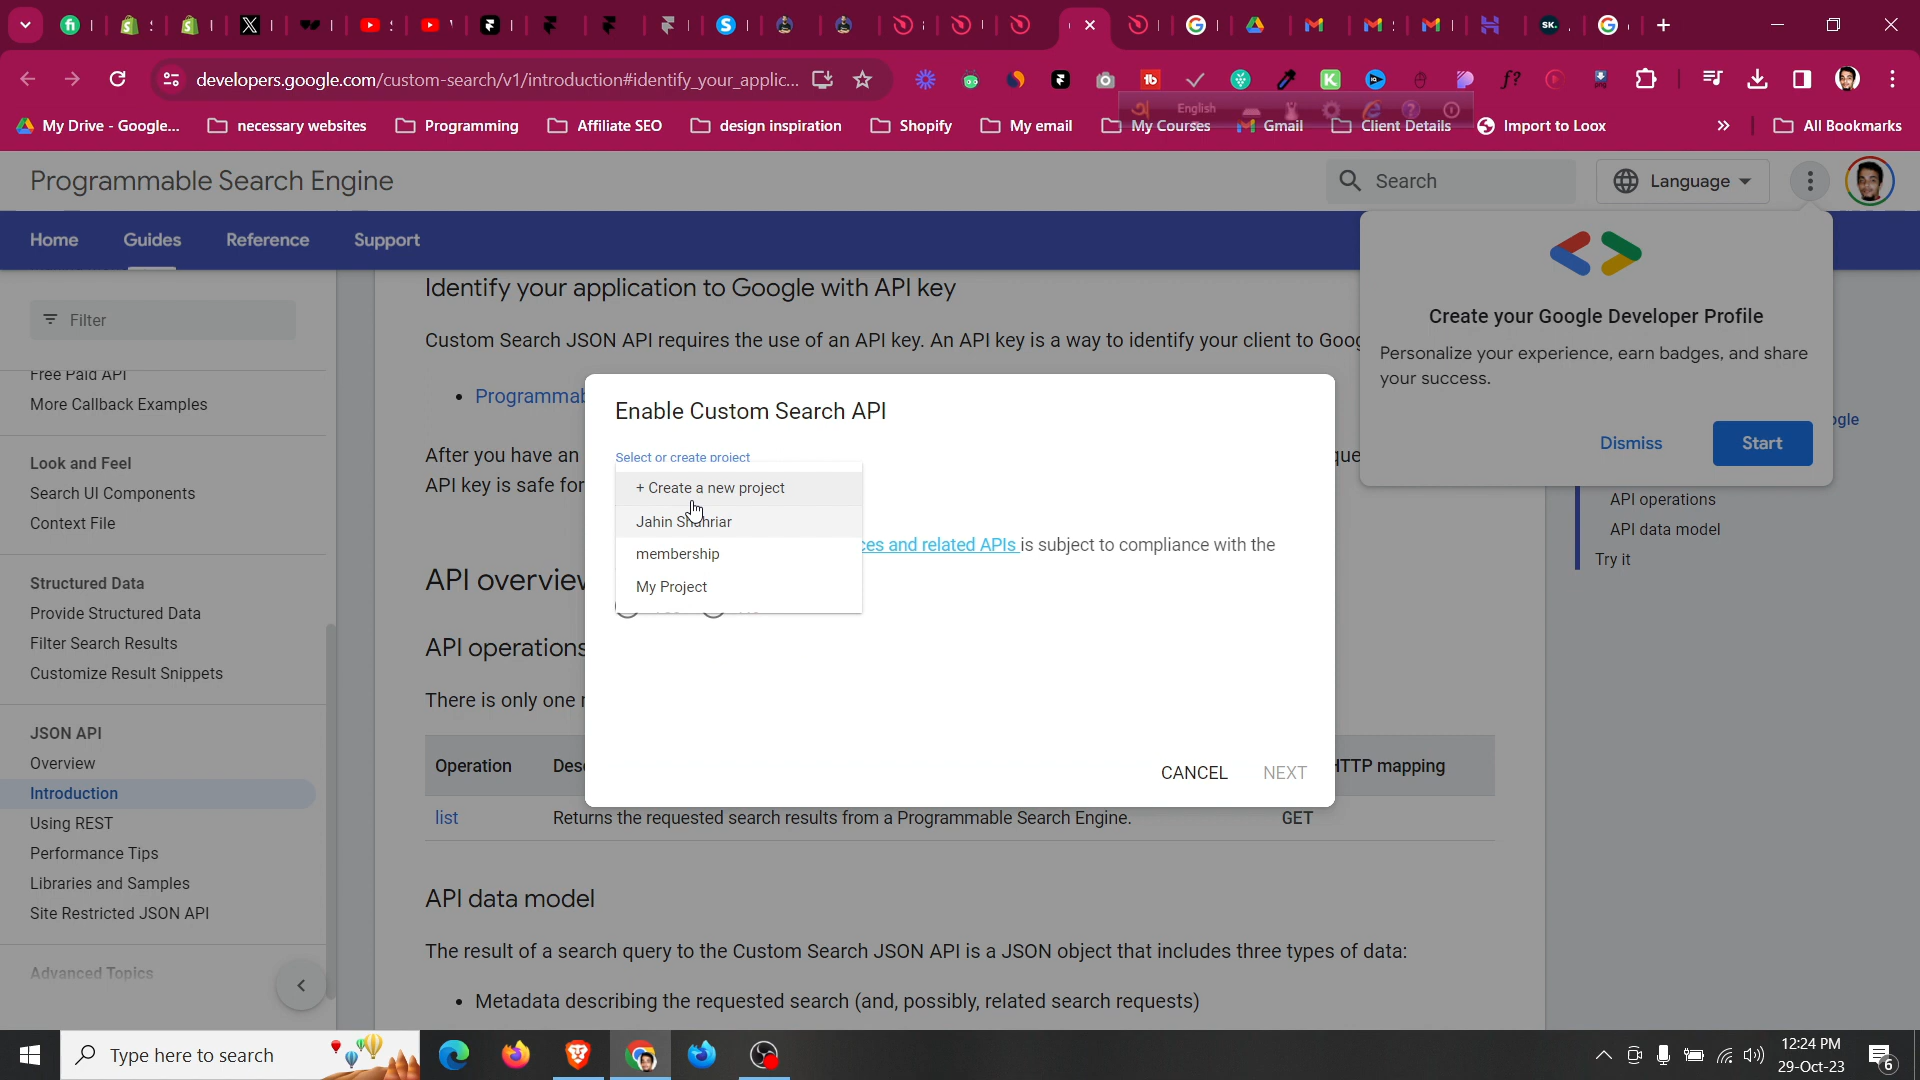 developers.google.com/custom-search/v1/introduction#identify_your_applic...
My Drive - Google...
necessary websites
Programming
Affiliate SEO
design inspiration
Shopify
My email
My Courses
Gmail
Client Details
Import to Loox
»
All Bookmarks
English
Programmable Search Engine
Search
Language
Home
Guides
Reference
Support
Filter
Free Paid API
More Callback Examples
Look and Feel
Search UI Components
Context File
Structured Data
Provide Structured Data
Filter Search Results
Customize Result Snippets
JSON API
Overview
Introduction
Using REST
Performance Tips
Libraries and Samples
Site Restricted JSON API
Advanced Topics
Identify your application to Google with API key
Custom Search JSON API requires the use of an API key. An API key is a way to identify your client to Goog
• Programmab
After you have an
API key is safe for
API overview
API operations
There is only one
Operation
Des
HTTP mapping
list
Returns the requested search results from a Programmable Search Engine.
GET
API data model
The result of a search query to the Custom Search JSON API is a JSON object that includes three types of data:
• Metadata describing the requested search (and, possibly, related search requests)
Enable Custom Search API
Select or create project
+ Create a new project
Jahin Shahriar
membership
My Project
ces and related APIs is subject to compliance with the
CANCEL
NEXT
Create your Google Developer Profile
Personalize your experience, earn badges, and share
your success.
Dismiss
Start
ogle
API operations
API data model
Try it
Type here to search
12:24 PM
29-Oct-23
6